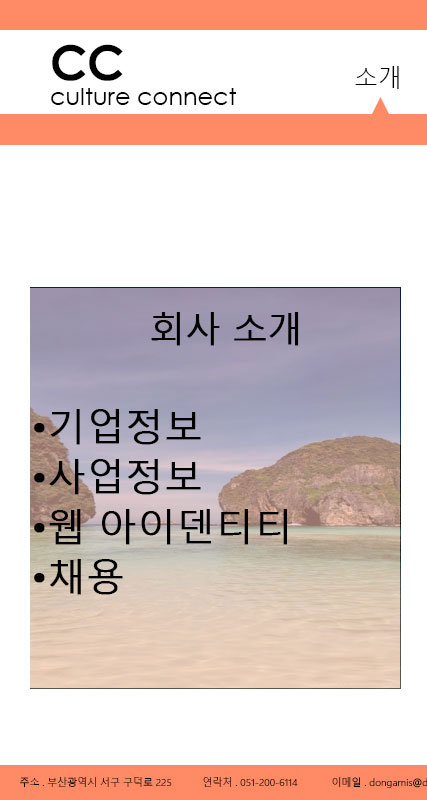 CC
culture connect
소개
회사 소개
•기업정보
•사업정보
•웹 아이덴티티
•채용
주소 . 부산광역시 서구 구덕로 225 연락처 . 051-200-6114 이메일 . dongamis@d